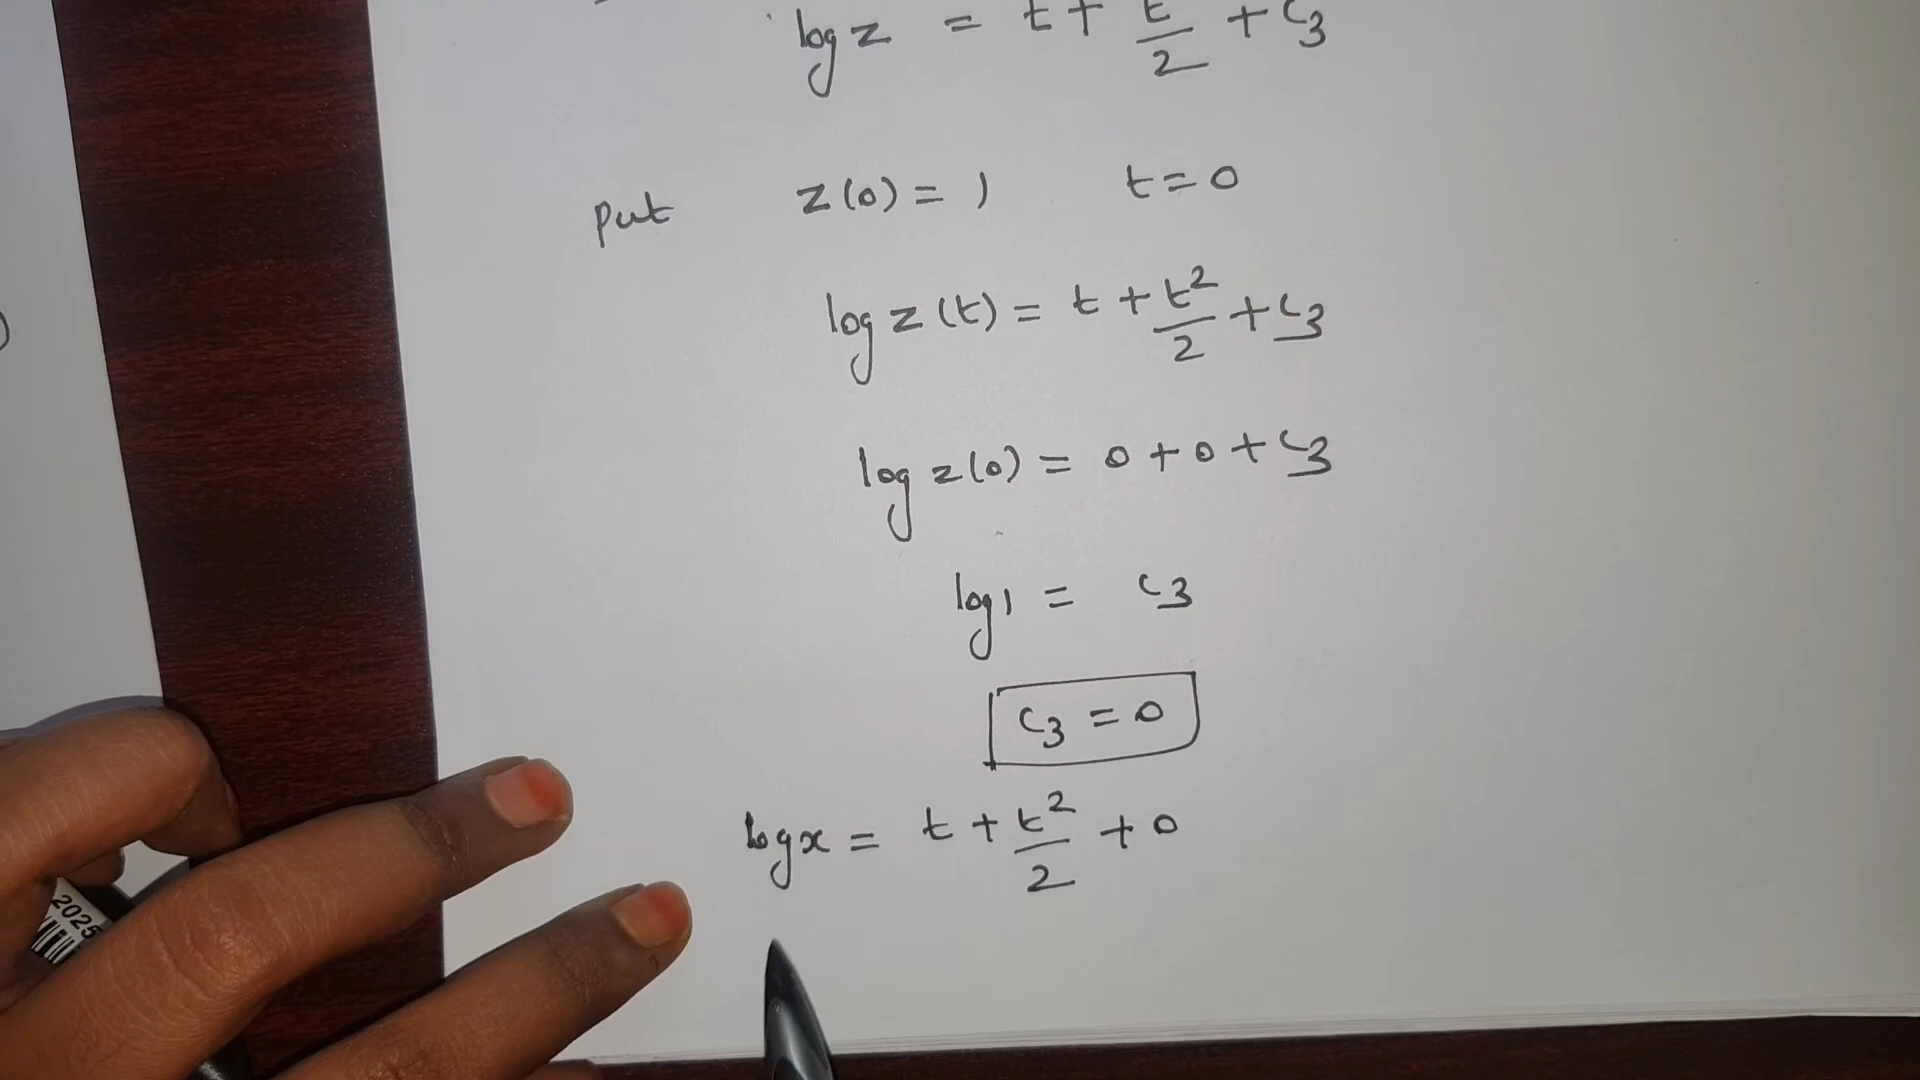 log z = t + t/2 + c3
put z(0) = 1 t = 0
log z(t) = t + t²/2 + c3
log z(0) = 0 + 0 + c3
log 1 = c3
c3 = 0
log x = t + t²/2 + 0
2025